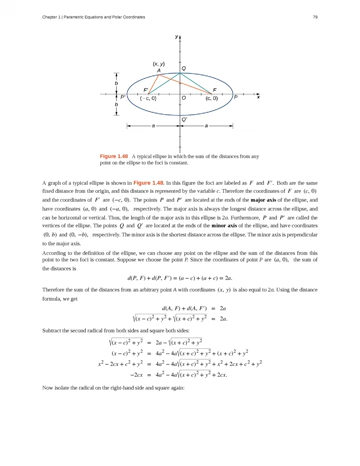 Chapter 1 | Parametric Equations and Polar Coordinates 79
y
(x, y)
A Q
b
P′ F′ F P
(− c, 0) O (c, 0) x
b
Q′
a a
Figure 1.48 A typical ellipse in which the sum of the distances from any
point on the ellipse to the foci is constant.
A graph of a typical ellipse is shown in Figure 1.48. In this figure the foci are labeled as F and F′. Both are the same
fixed distance from the origin, and this distance is represented by the variable c. Therefore the coordinates of F are (c, 0)
and the coordinates of F′ are (−c, 0). The points P and P′ are located at the ends of the major axis of the ellipse, and
have coordinates (a, 0) and (−a, 0), respectively. The major axis is always the longest distance across the ellipse, and
can be horizontal or vertical. Thus, the length of the major axis in this ellipse is 2a. Furthermore, P and P′ are called the
vertices of the ellipse. The points Q and Q′ are located at the ends of the minor axis of the ellipse, and have coordinates
(0, b) and (0, −b), respectively. The minor axis is the shortest distance across the ellipse. The minor axis is perpendicular
to the major axis.
According to the definition of the ellipse, we can choose any point on the ellipse and the sum of the distances from this
point to the two foci is constant. Suppose we choose the point P. Since the coordinates of point P are (a, 0), the sum of
the distances is
d(P, F) + d(P, F′) = (a − c) + (a + c) = 2a.
Therefore the sum of the distances from an arbitrary point A with coordinates (x, y) is also equal to 2a. Using the distance
formula, we get
d(A, F) + d(A, F′) = 2a
√(x − c)² + y² + √(x + c)² + y² = 2a.
Subtract the second radical from both sides and square both sides:
√(x − c)² + y² = 2a − √(x + c)² + y²
(x − c)² + y² = 4a² − 4a√(x + c)² + y² + (x + c)² + y²
x² − 2cx + c² + y² = 4a² − 4a√(x + c)² + y² + x² + 2cx + c² + y²
−2cx = 4a² − 4a√(x + c)² + y² + 2cx.
Now isolate the radical on the right-hand side and square again: